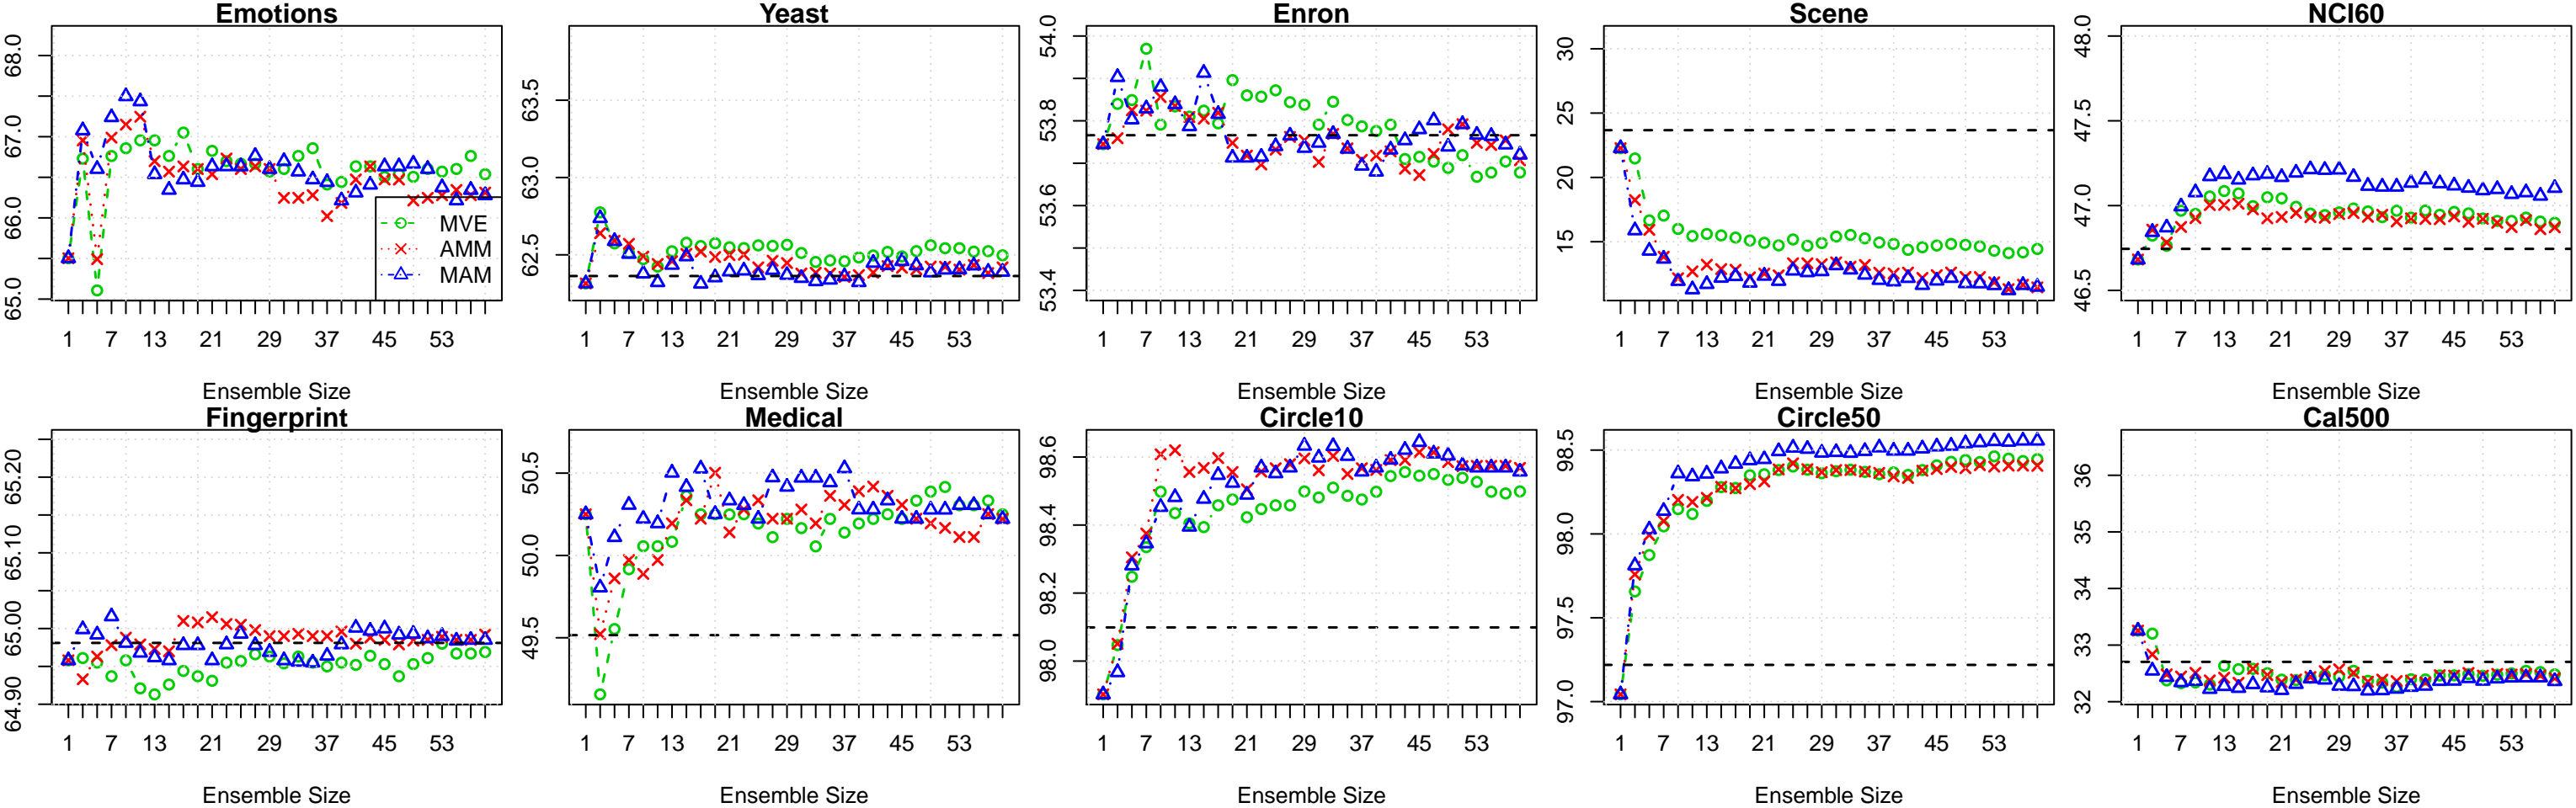 Emotions
65.0 66.0 67.0 68.0
1 7 13 21 29 37 45 53
Ensemble Size
MVE
AMM
MAM
Yeast
62.5 63.0 63.5
1 7 13 21 29 37 45 53
Ensemble Size
Enron
53.4 53.6 53.8 54.0
1 7 13 21 29 37 45 53
Ensemble Size
Scene
15 20 25 30
1 7 13 21 29 37 45 53
Ensemble Size
NCI60
46.5 47.0 47.5 48.0
1 7 13 21 29 37 45 53
Ensemble Size
Fingerprint
64.90 65.00 65.10 65.20
1 7 13 21 29 37 45 53
Ensemble Size
Medical
49.5 50.0 50.5
1 7 13 21 29 37 45 53
Ensemble Size
Circle10
98.0 98.2 98.4 98.6
1 7 13 21 29 37 45 53
Ensemble Size
Circle50
97.0 97.5 98.0 98.5
1 7 13 21 29 37 45 53
Ensemble Size
Cal500
32 33 34 35 36
1 7 13 21 29 37 45 53
Ensemble Size